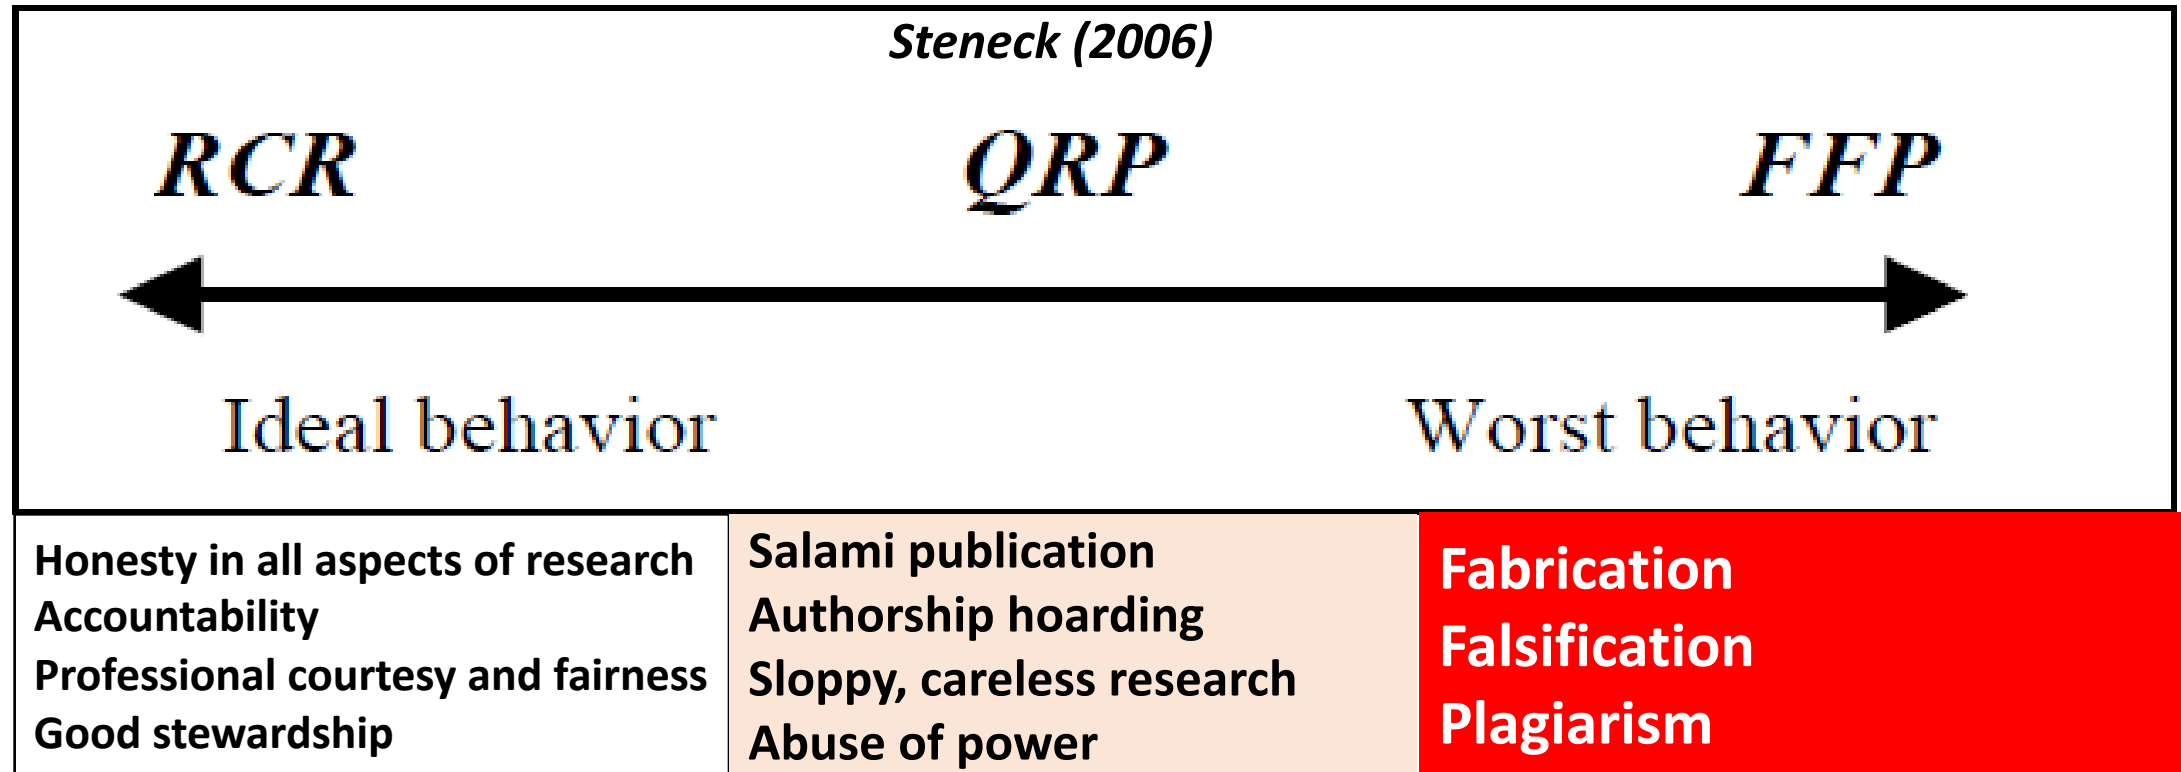 Steneck (2006)
RCR QRP FFP
Ideal behavior Worst behavior
Honesty in all aspects of research
Accountability
Professional courtesy and fairness
Good stewardship
Salami publication
Authorship hoarding
Sloppy, careless research
Abuse of power
Fabrication
Falsification
Plagiarism